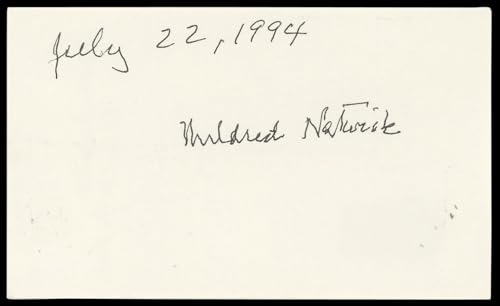 July 22, 1994
Mildred Natwick